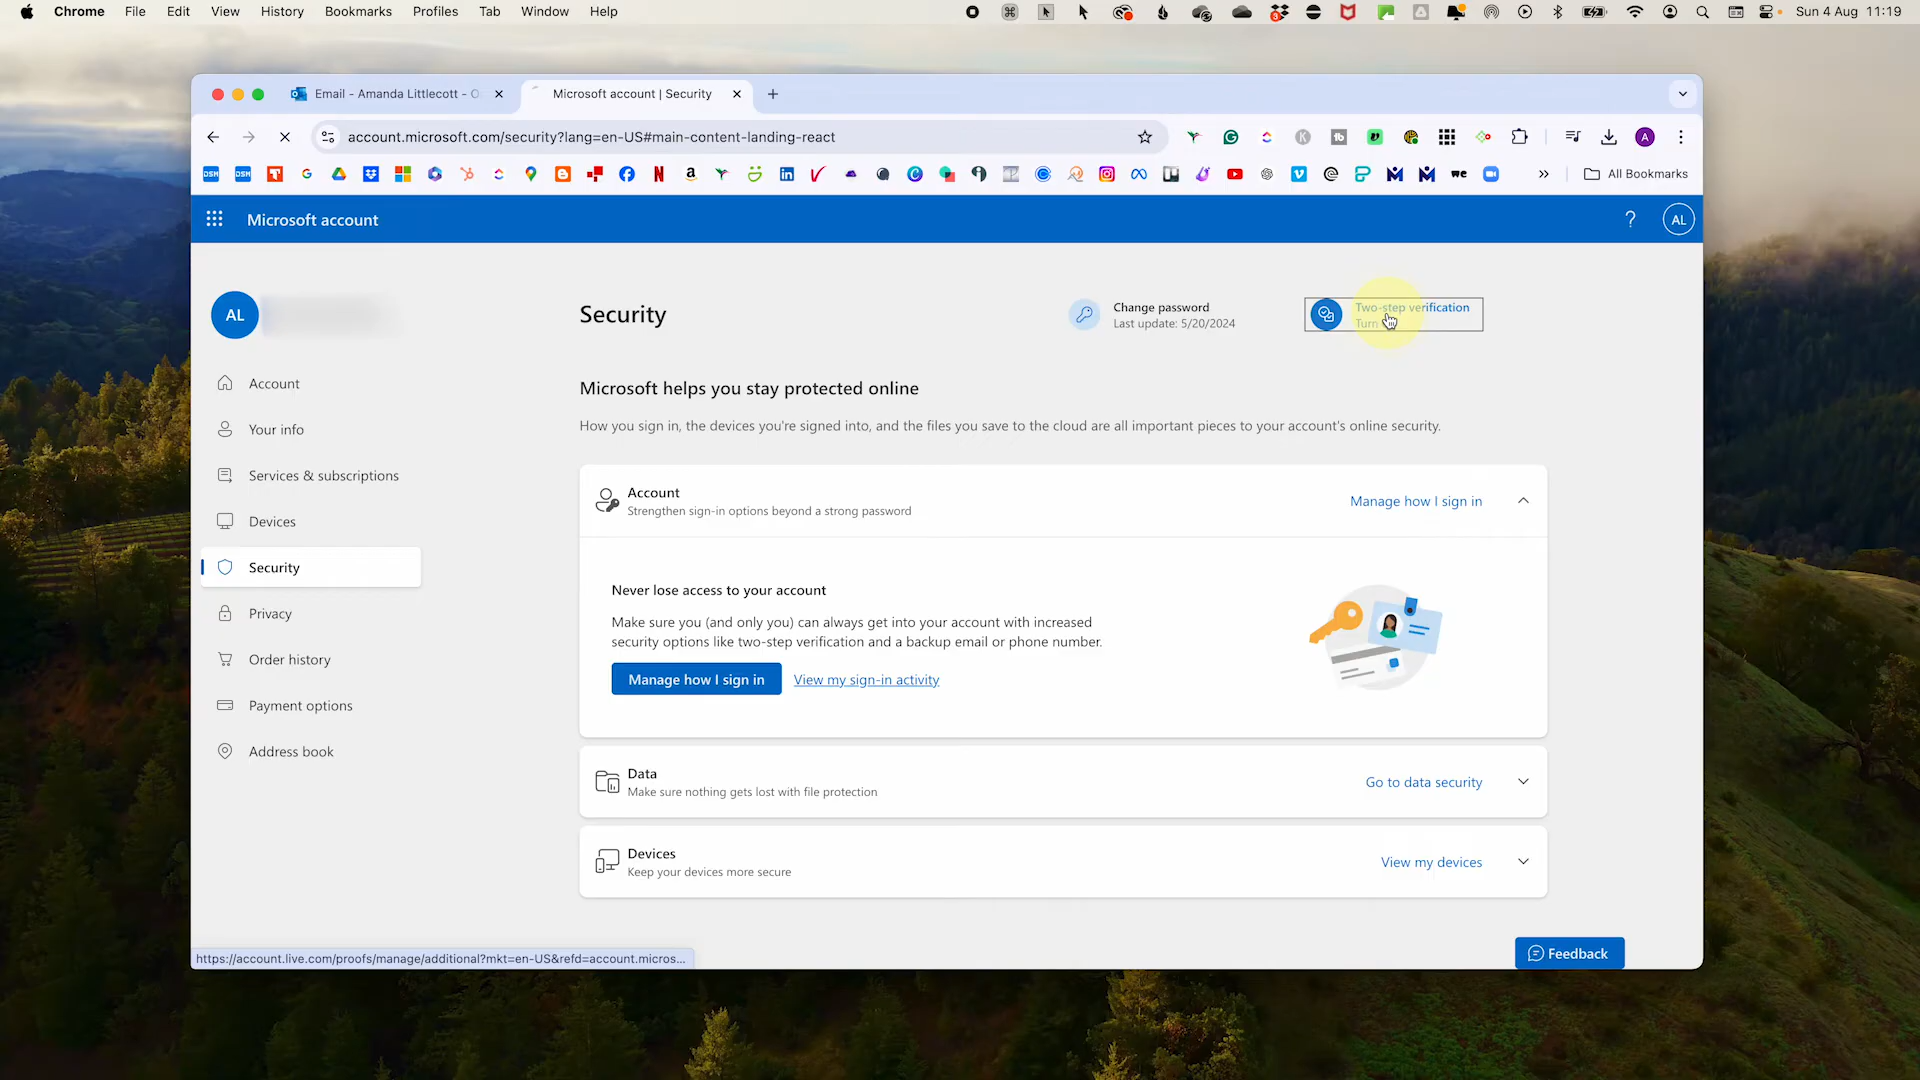 Chrome File Edit View History Bookmarks Profiles Tab Window Help Sun 4 Aug 11:19
Email - Amanda Littlecott - O
Microsoft account | Security
account.microsoft.com/security?lang=en-US#main-content-landing-react
All Bookmarks
Microsoft account
?
AL
AL
Security
Change password
Last update: 5/20/2024
Two-step verification
Turn
Account
Your info
Services & subscriptions
Devices
Security
Privacy
Order history
Payment options
Address book
Microsoft helps you stay protected online
How you sign in, the devices you're signed into, and the files you save to the cloud are all important pieces to your account's online security.
Account
Strengthen sign-in options beyond a strong password
Manage how I sign in
Never lose access to your account
Make sure you (and only you) can always get into your account with increased
security options like two-step verification and a backup email or phone number.
Manage how I sign in
View my sign-in activity
Data
Make sure nothing gets lost with file protection
Go to data security
Devices
Keep your devices more secure
View my devices
Feedback
https://account.live.com/proofs/manage/additional?mkt=en-US&refd=account.micros...